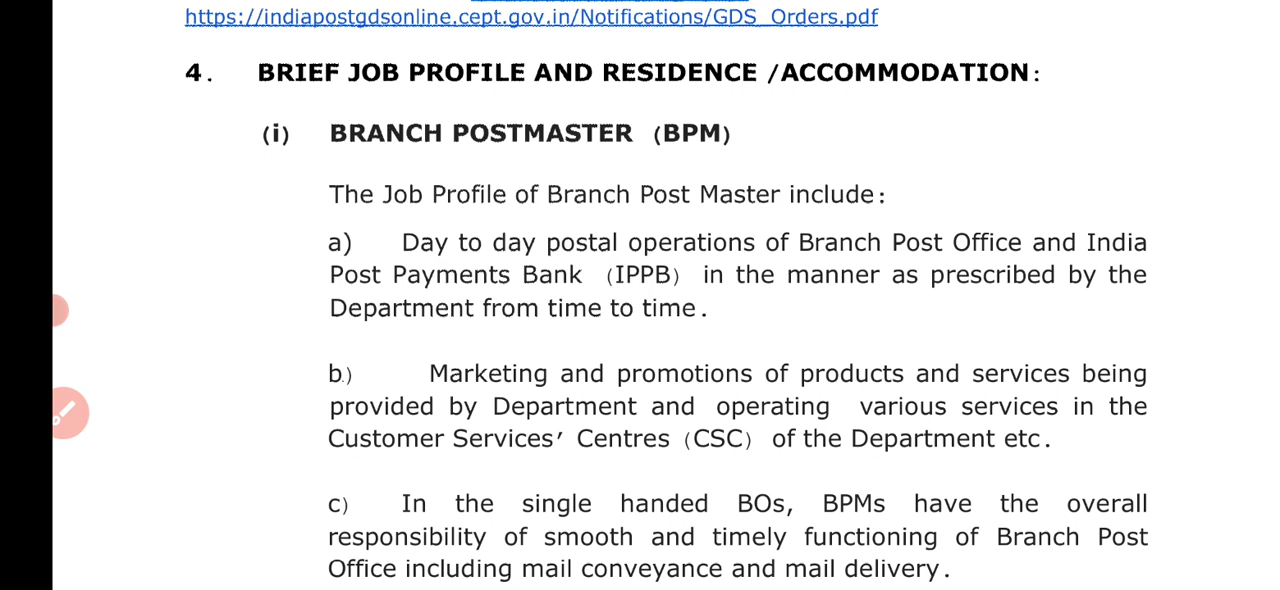 https://indiapostgdsonline.cept.gov.in/Notifications/GDS_Orders.pdf
4. BRIEF JOB PROFILE AND RESIDENCE /ACCOMMODATION:
(i) BRANCH POSTMASTER (BPM)
The Job Profile of Branch Post Master include:
a) Day to day postal operations of Branch Post Office and India
Post Payments Bank (IPPB) in the manner as prescribed by the
Department from time to time.
b.) Marketing and promotions of products and services being
provided by Department and operating various services in the
Customer Services’ Centres (CSC) of the Department etc.
c) In the single handed BOs, BPMs have the overall
responsibility of smooth and timely functioning of Branch Post
Office including mail conveyance and mail delivery.